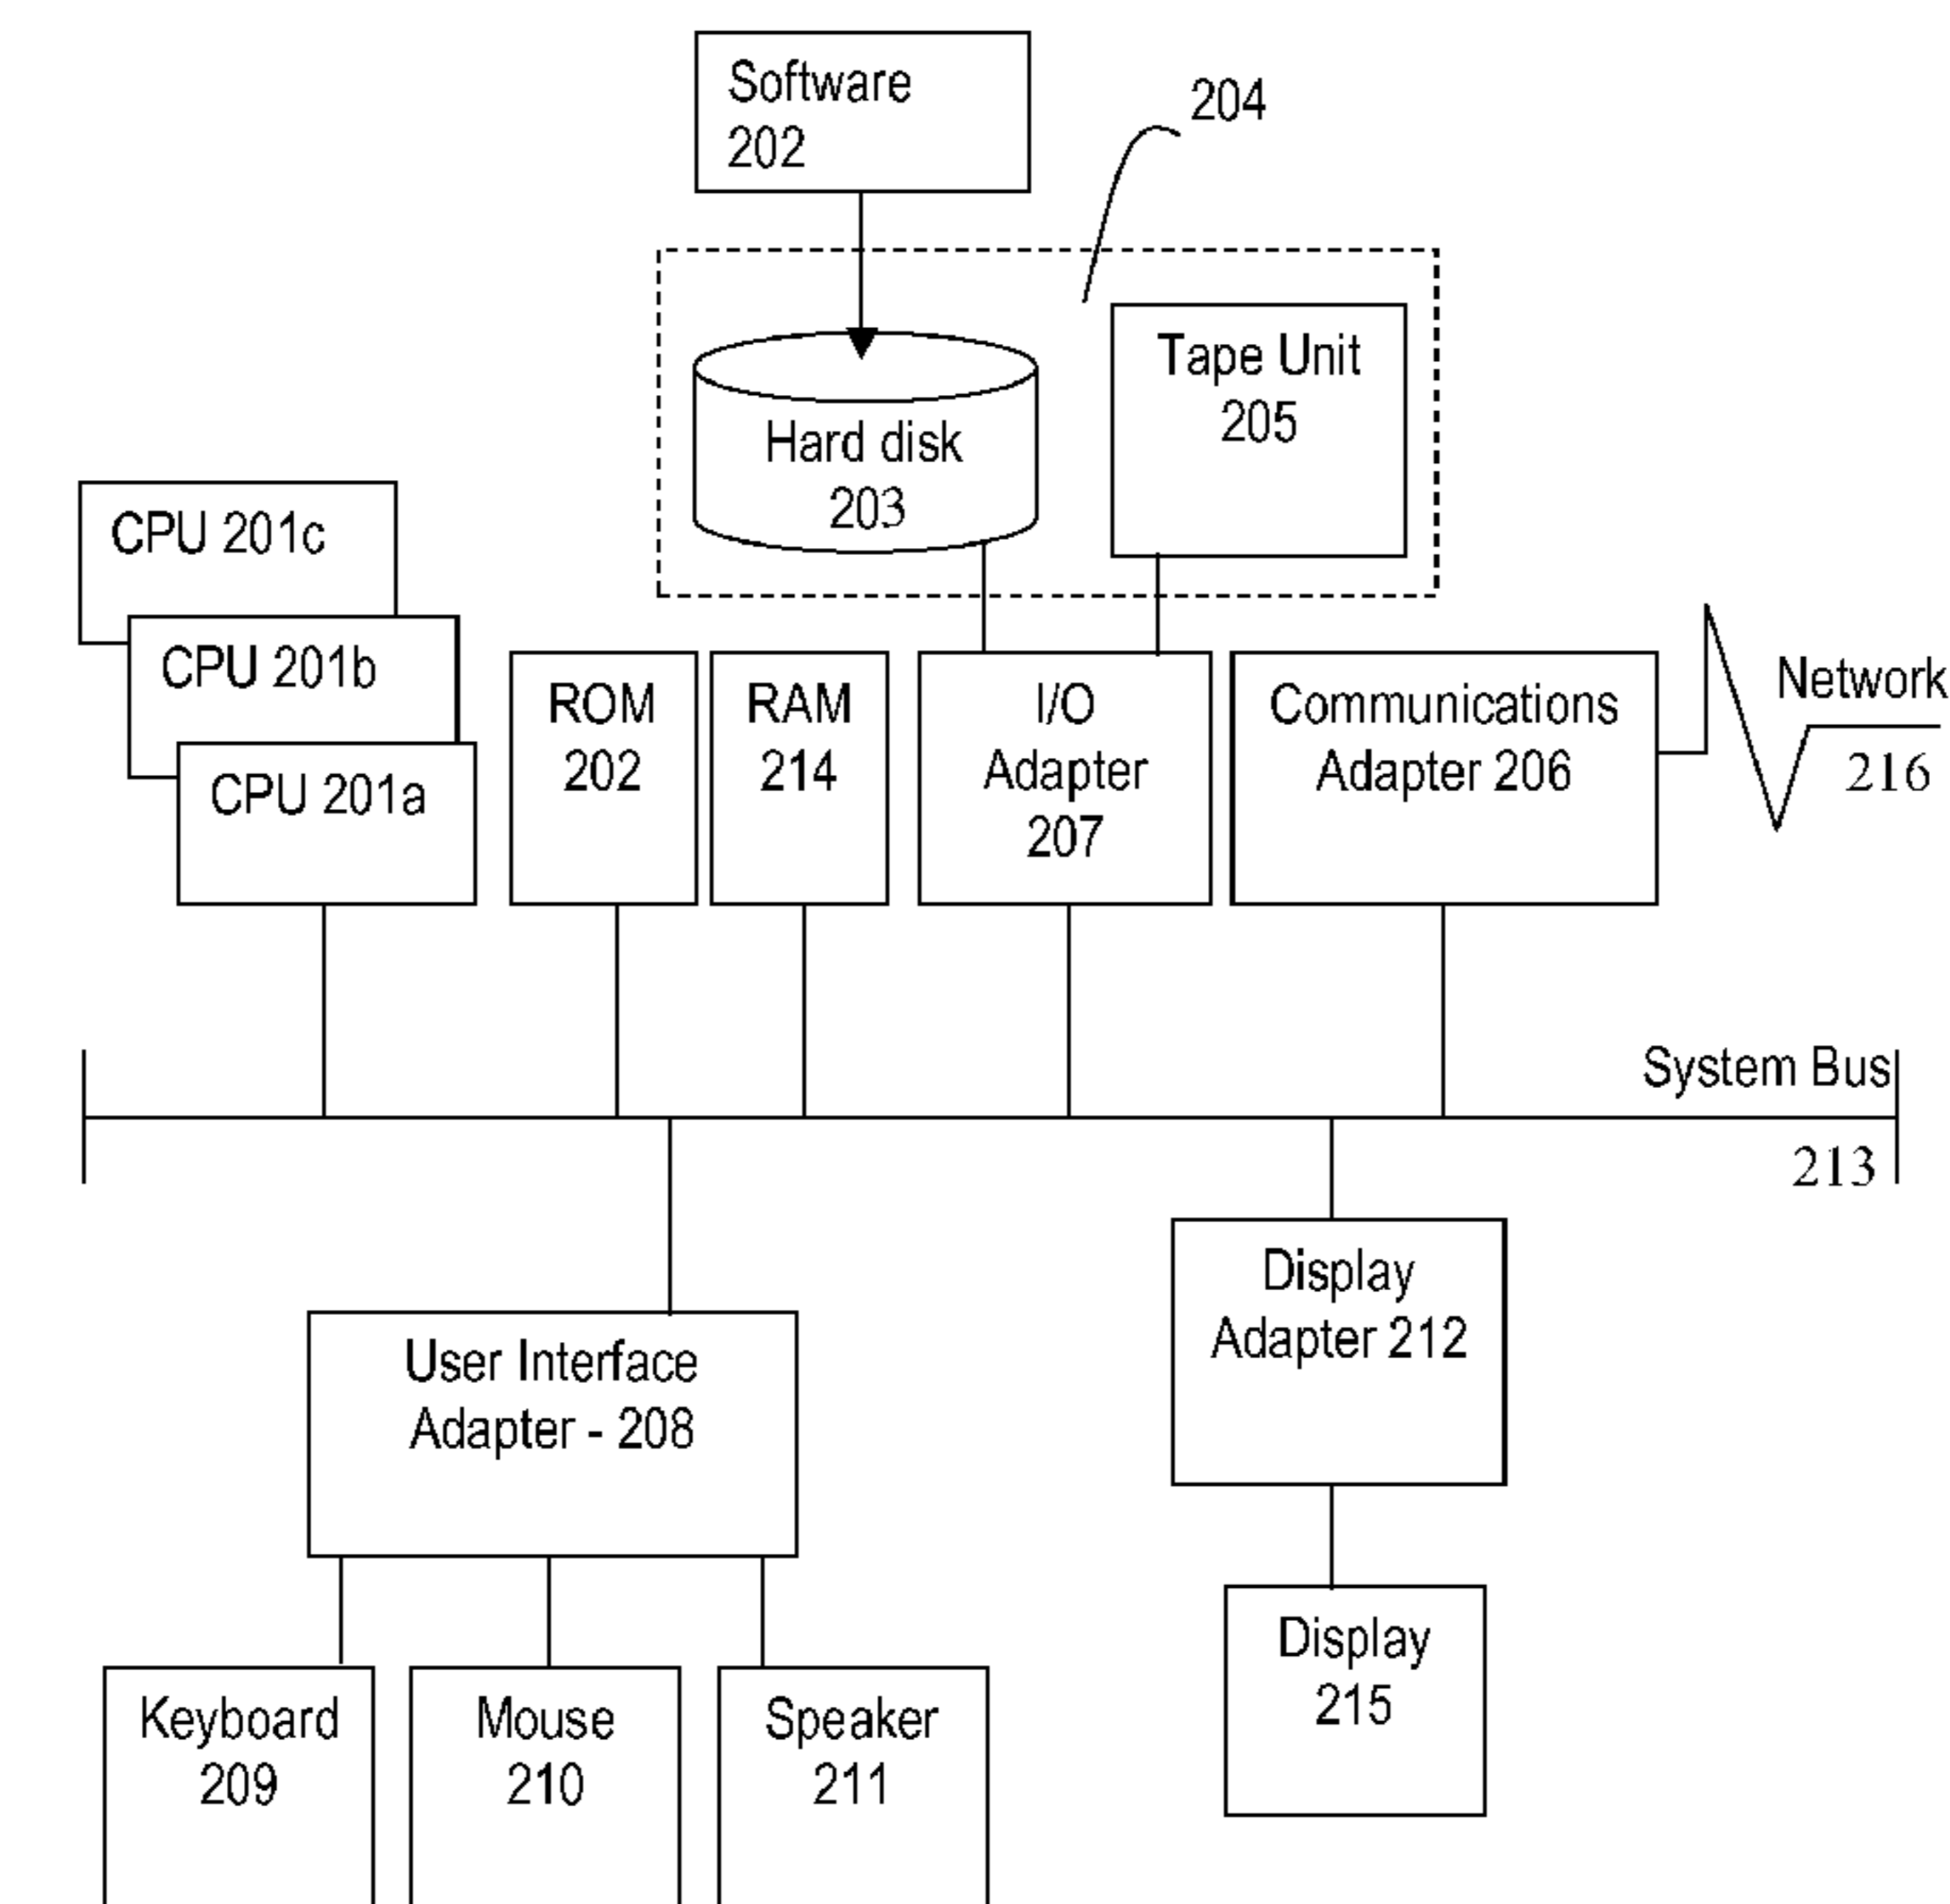 Software
202
204
Tape Unit
205
Hard disk
203
CPU 201c
CPU 201b
CPU 201a
ROM
202
RAM
214
I/O
Adapter
207
Communications
Adapter 206
Network
216
System Bus
213
Display
Adapter 212
User Interface
Adapter - 208
Display
215
Keyboard
209
Mouse
210
Speaker
211